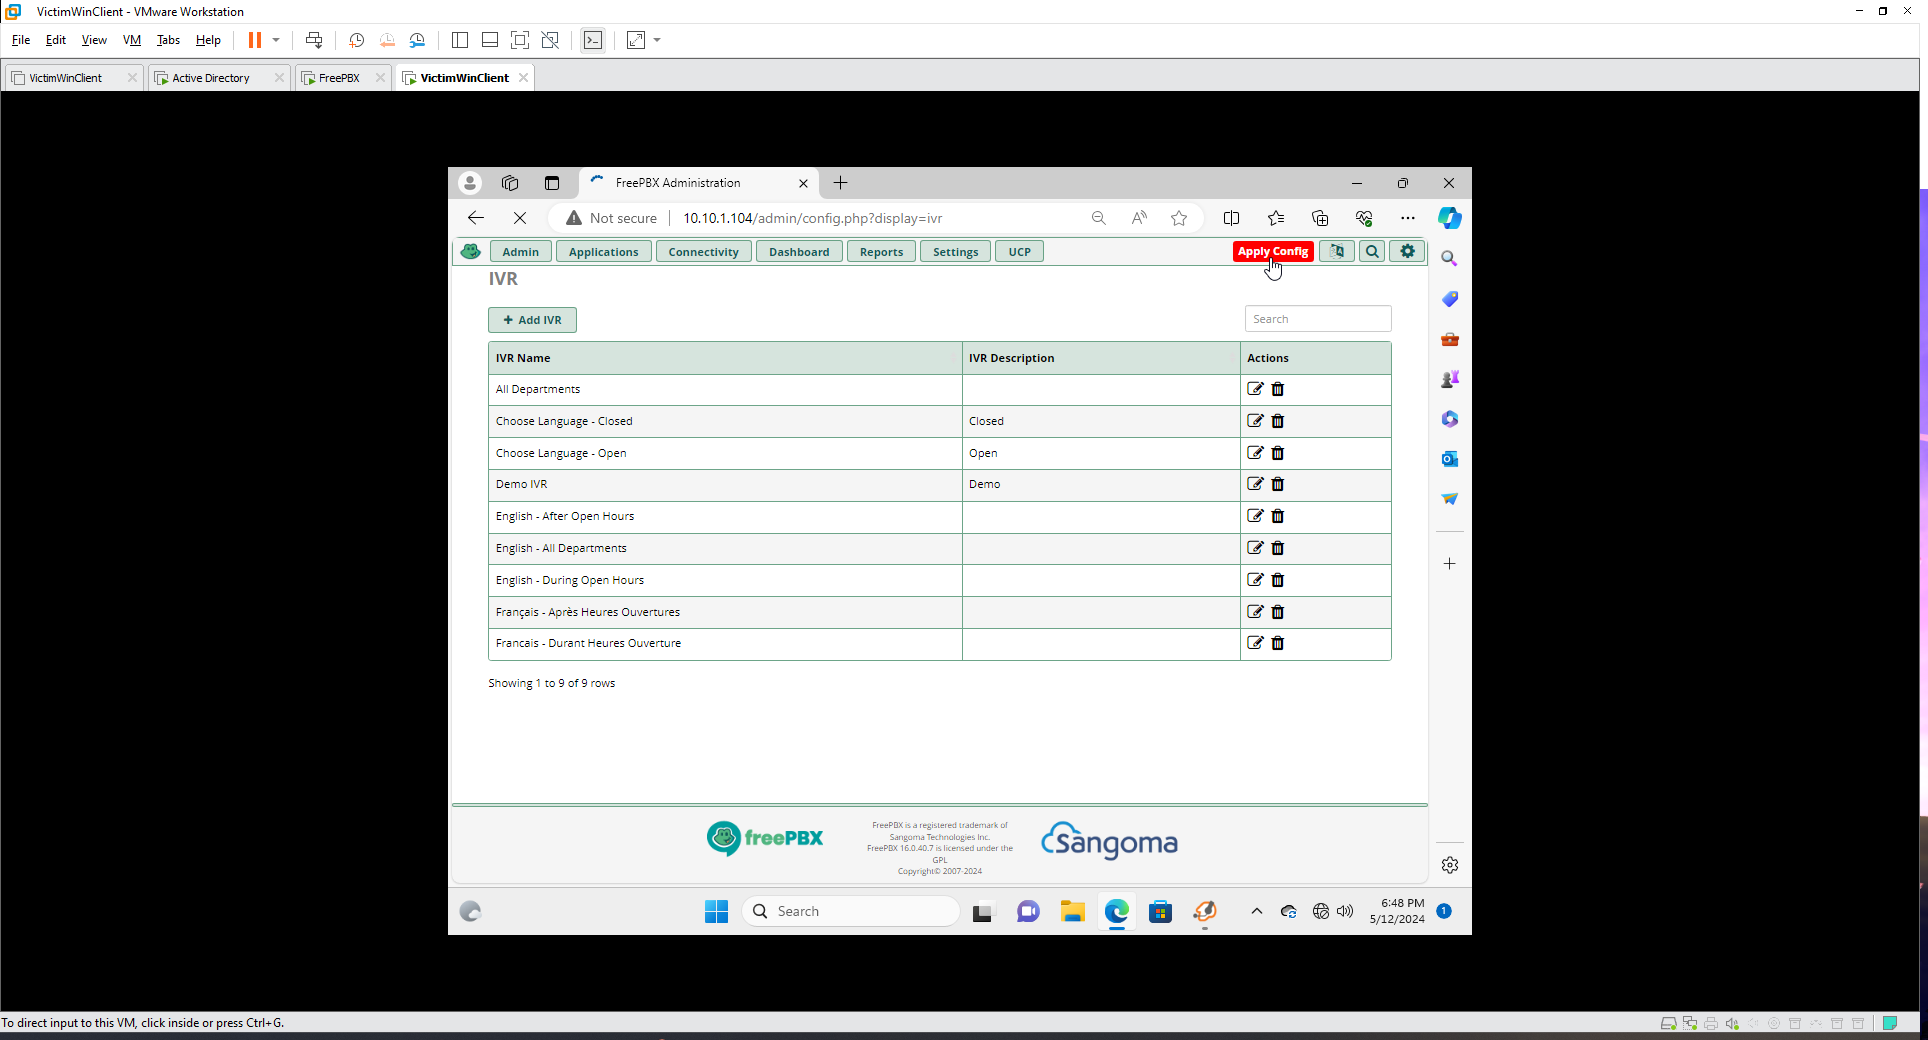 VictimWinClient - VMware Workstation
File Edit View VM Tabs Help
VictimWinClient Active Directory FreePBX VictimWinClient
FreePBX Administration
Not secure 10.10.1.104/admin/config.php?display=ivr
Admin Applications Connectivity Dashboard Reports Settings UCP Apply Config
IVR
+ Add IVR Search
IVR Name IVR Description Actions
All Departments
Choose Language - Closed Closed
Choose Language - Open Open
Demo IVR Demo
English - After Open Hours
English - All Departments
English - During Open Hours
Français - Après Heures Ouvertures
Francais - Durant Heures Ouverture
Showing 1 to 9 of 9 rows
freePBX
FreePBX is a registered trademark of
Sangoma Technologies Inc.
FreePBX 16.0.40.7 is licensed under the
GPL
Copyright© 2007-2024
Sangoma
Search
6:48 PM
5/12/2024
1
To direct input to this VM, click inside or press Ctrl+G.